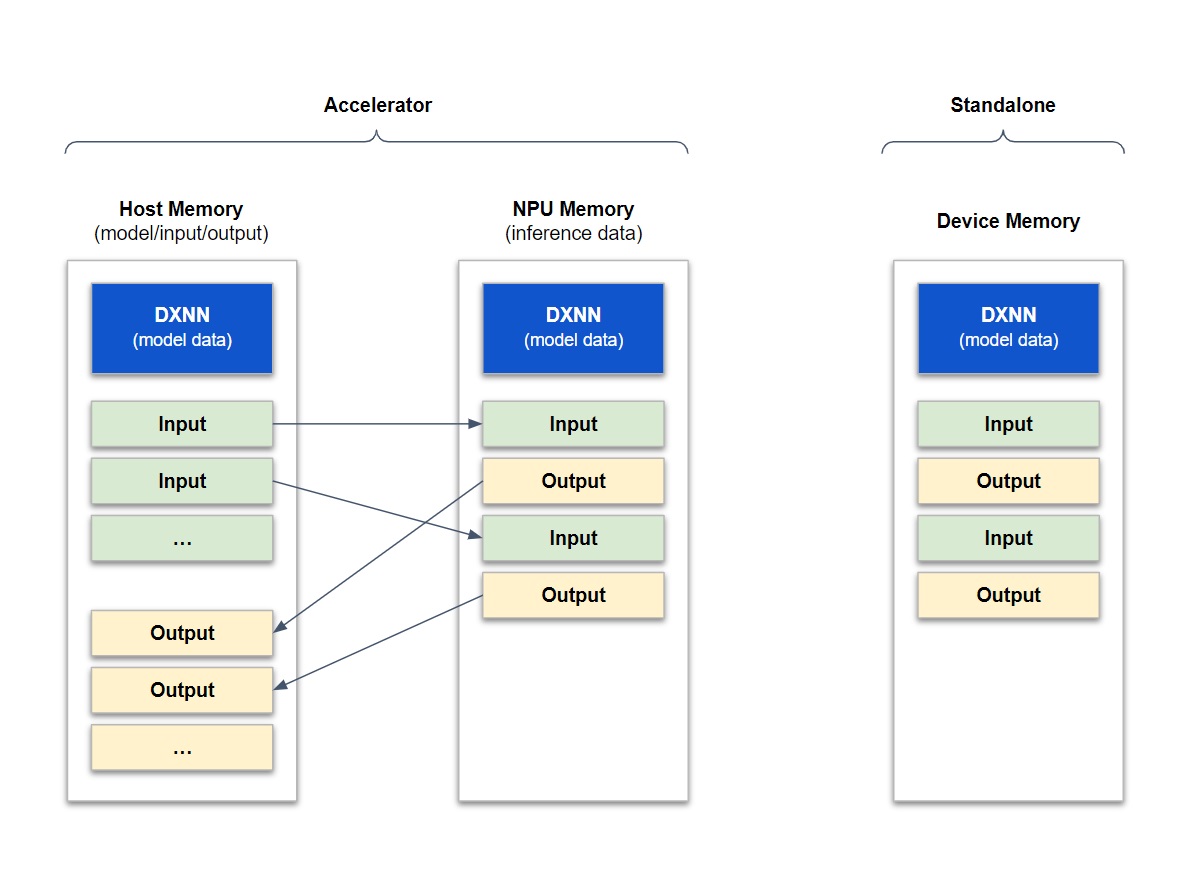 Accelerator
Host Memory
(model/input/output)
DXNN
(model data)
Input
Input
...
Output
Output
...
NPU Memory
(inference data)
DXNN
(model data)
Input
Output
Input
Output
Standalone
Device Memory
DXNN
(model data)
Input
Output
Input
Output